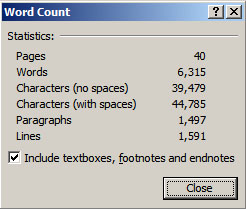 Word Count
Statistics:
Pages 40
Words 6,315
Characters (no spaces) 39,479
Characters (with spaces) 44,785
Paragraphs 1,497
Lines 1,591
Include textboxes, footnotes and endnotes
Close